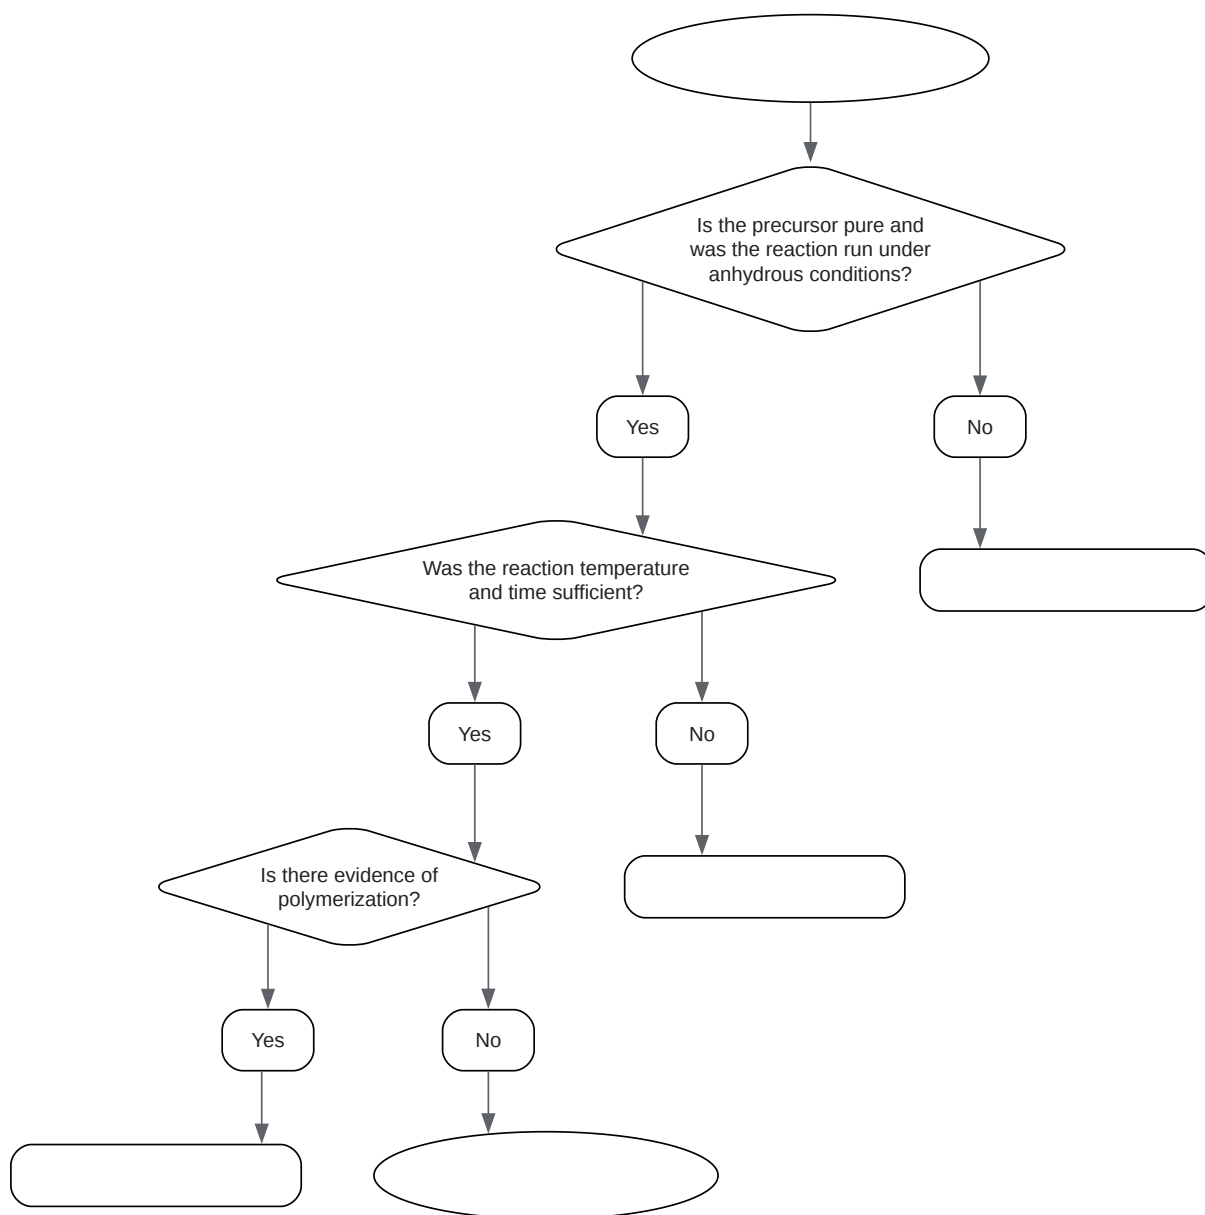 Is the precursor pure and
was the reaction run under
anhydrous conditions?
Yes
No
Was the reaction temperature
and time sufficient?
Yes
No
Is there evidence of
polymerization?
Yes
No